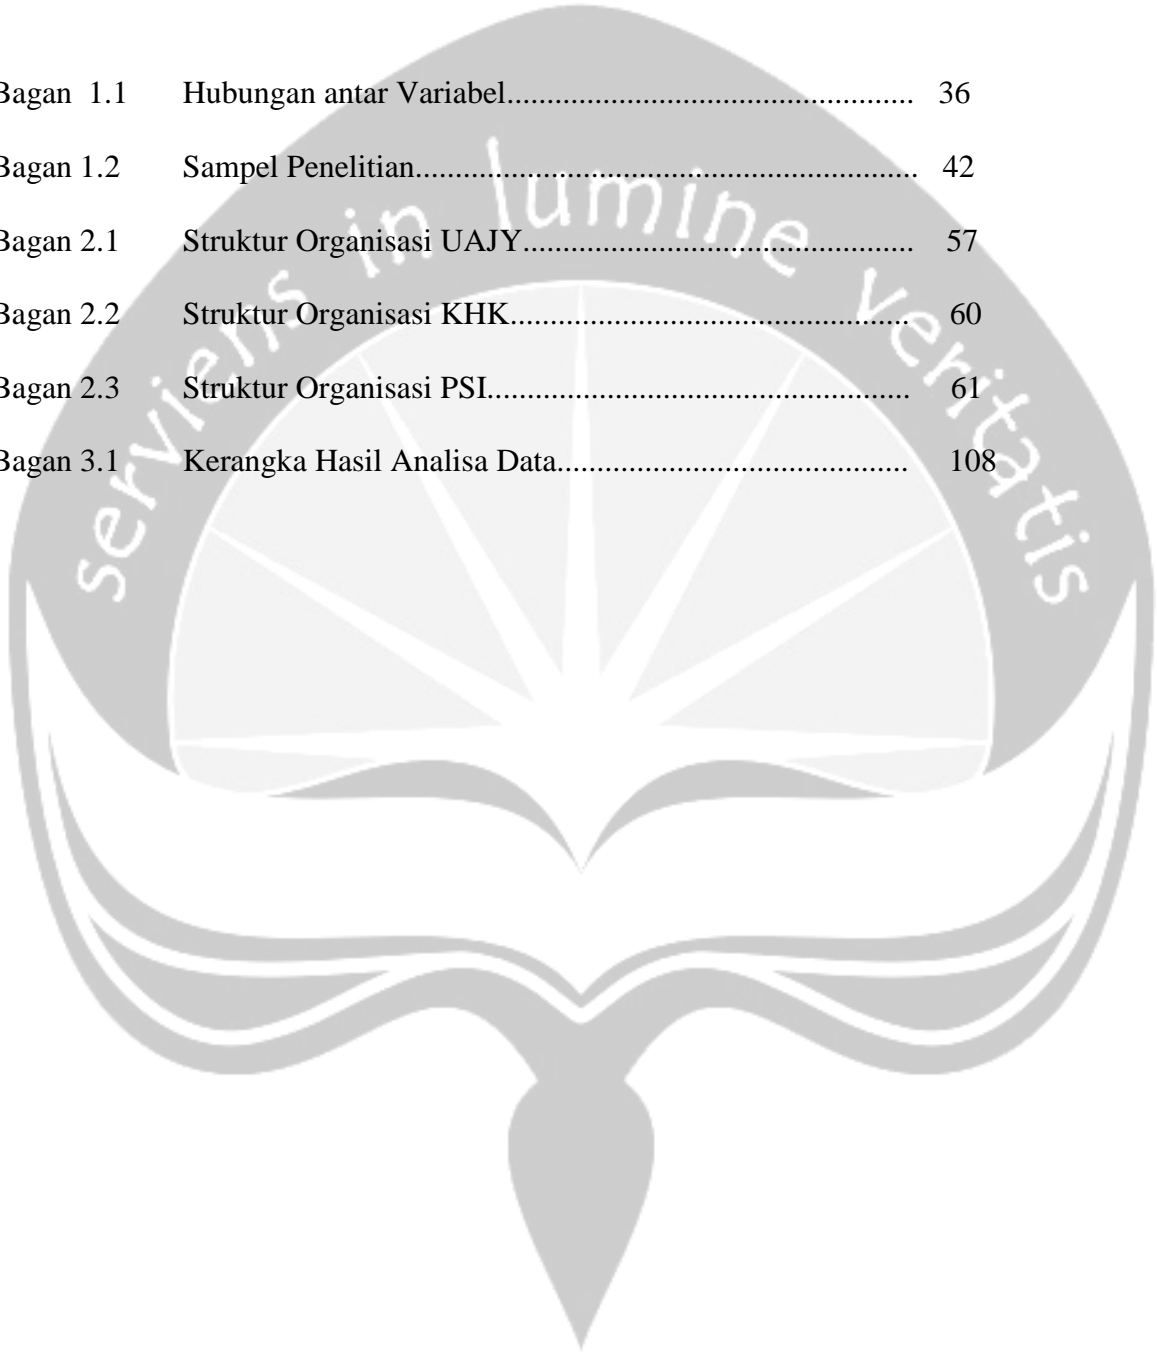 Bagan 1.1 Hubungan antar Variabel................................................... 36
Bagan 1.2 Sampel Penelitian.............................................................. 42
Bagan 2.1 Struktur Organisasi UAJY................................................ 57
Bagan 2.2 Struktur Organisasi KHK................................................. 60
Bagan 2.3 Struktur Organisasi PSI.................................................... 61
Bagan 3.1 Kerangka Hasil Analisa Data........................................... 108
serviens in lumine veritatis